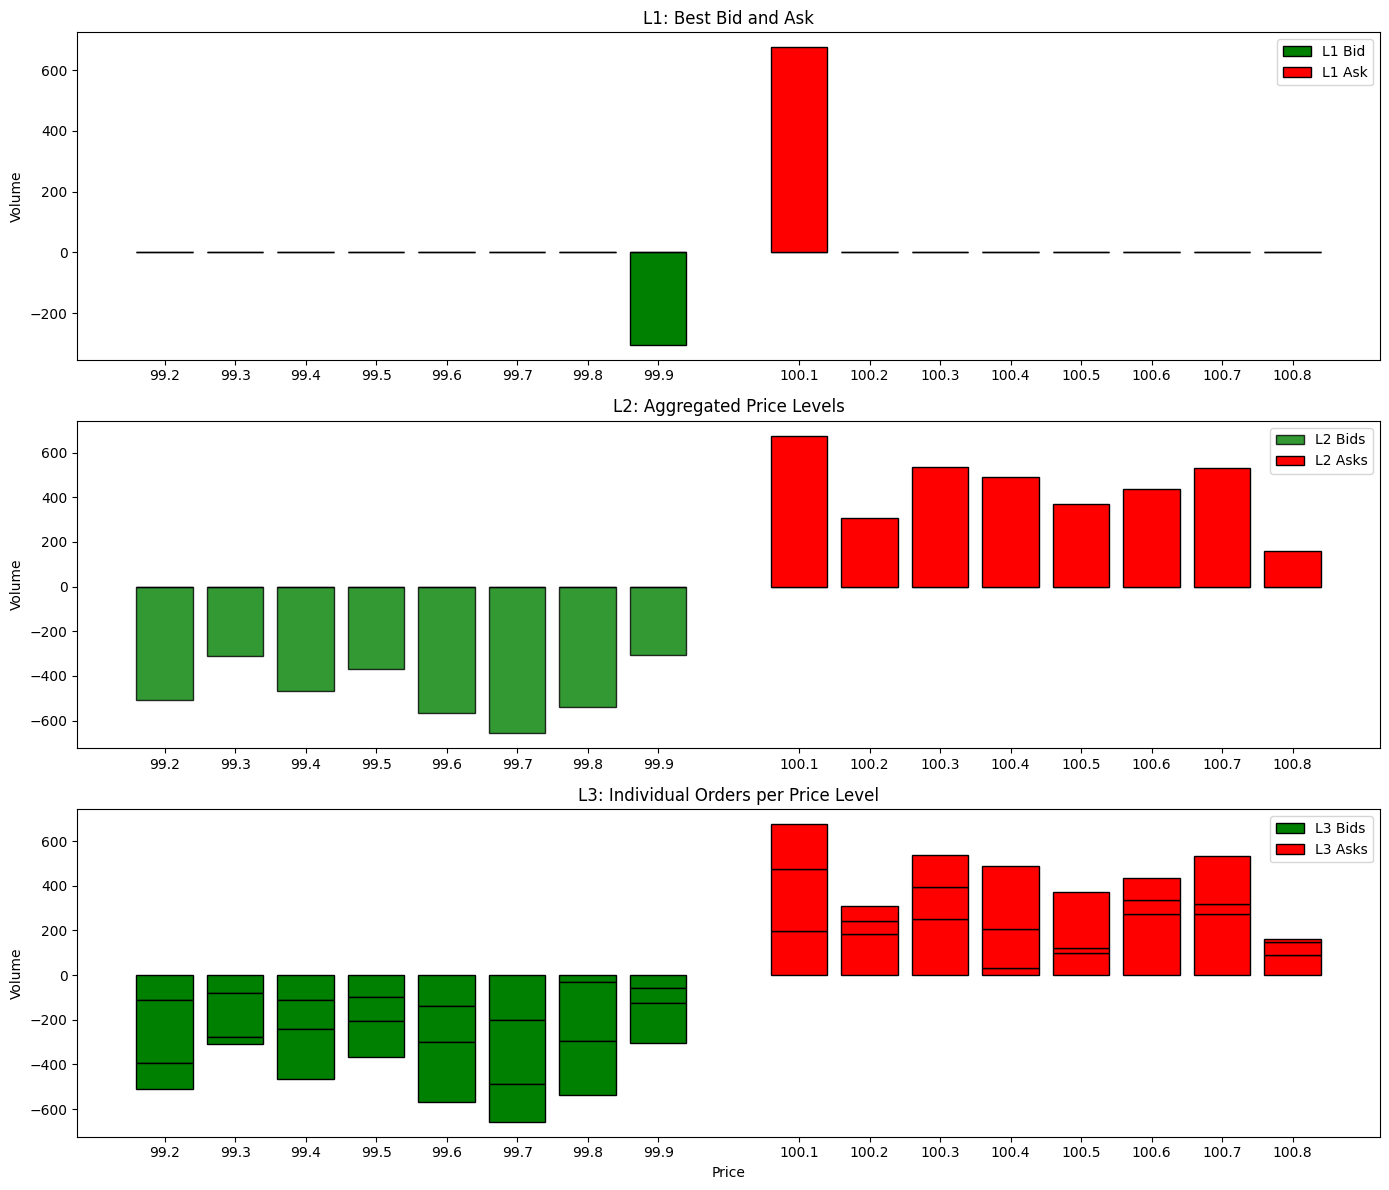 L1: Best Bid and Ask
L1 Bid
L1 Ask
Volume
600
400
200
0
−200
99.2 99.3 99.4 99.5 99.6 99.7 99.8 99.9 100.1 100.2 100.3 100.4 100.5 100.6 100.7 100.8
L2: Aggregated Price Levels
L2 Bids
L2 Asks
Volume
600
400
200
0
−200
−400
−600
99.2 99.3 99.4 99.5 99.6 99.7 99.8 99.9 100.1 100.2 100.3 100.4 100.5 100.6 100.7 100.8
L3: Individual Orders per Price Level
L3 Bids
L3 Asks
Volume
600
400
200
0
−200
−400
−600
99.2 99.3 99.4 99.5 99.6 99.7 99.8 99.9 100.1 100.2 100.3 100.4 100.5 100.6 100.7 100.8
Price